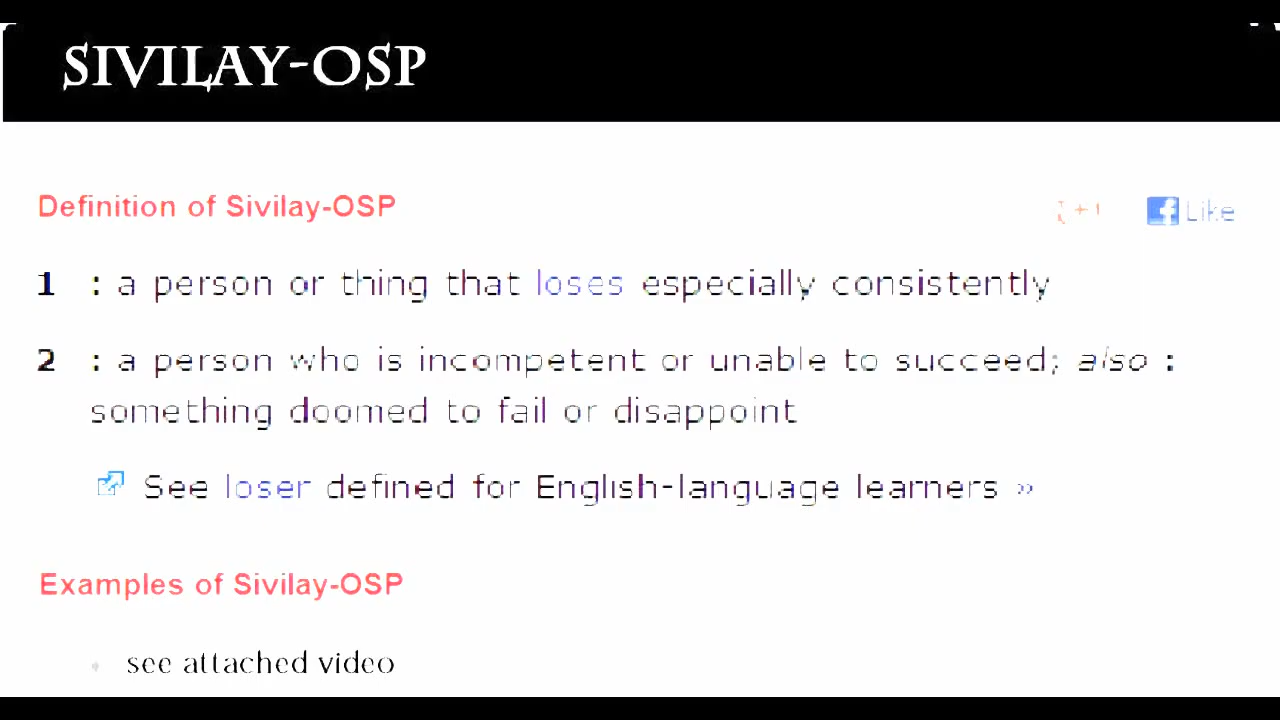 SIVILAY-OSP
Definition of Sivilay-OSP
+1 Like
1 : a person or thing that loses especially consistently
2 : a person who is incompetent or unable to succeed; also :
something doomed to fail or disappoint
See loser defined for English-language learners »
Examples of Sivilay-OSP
see attached video